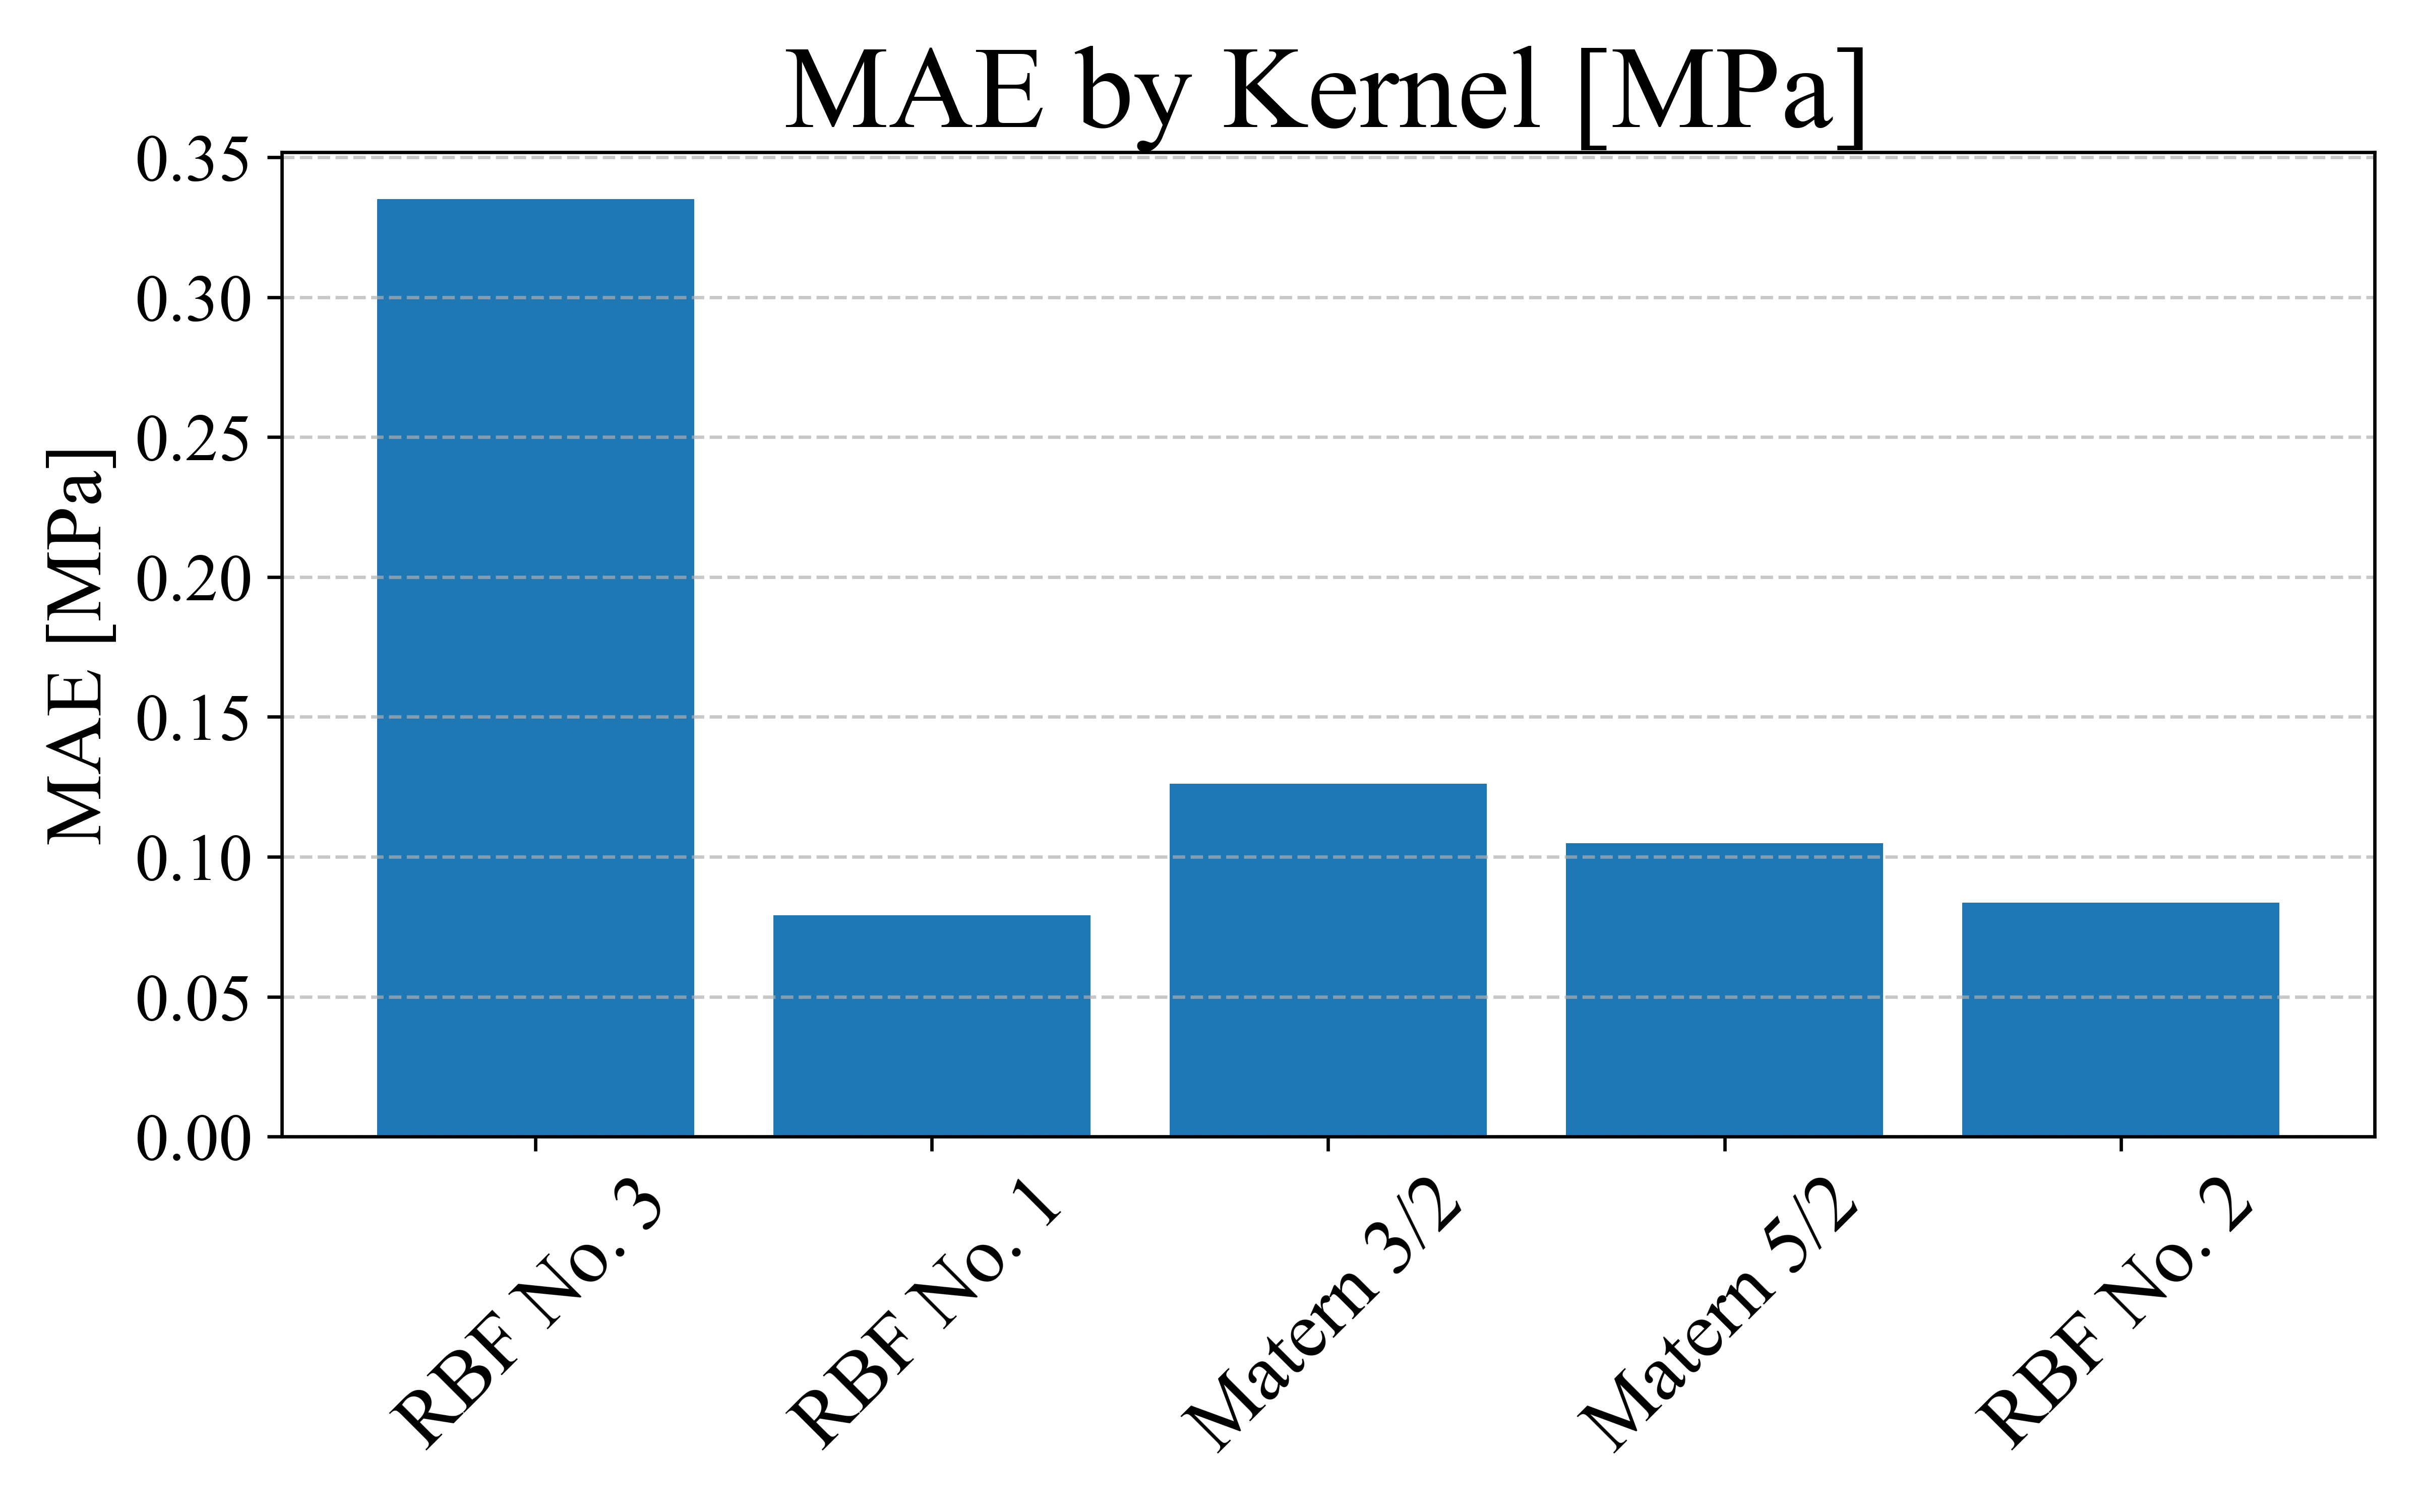 MAE by Kernel [MPa]
MAE [MPa]
0.35
0.30
0.25
0.20
0.15
0.10
0.05
0.00
RBF No. 3
RBF No. 1
Matern 3/2
Matern 5/2
RBF No. 2